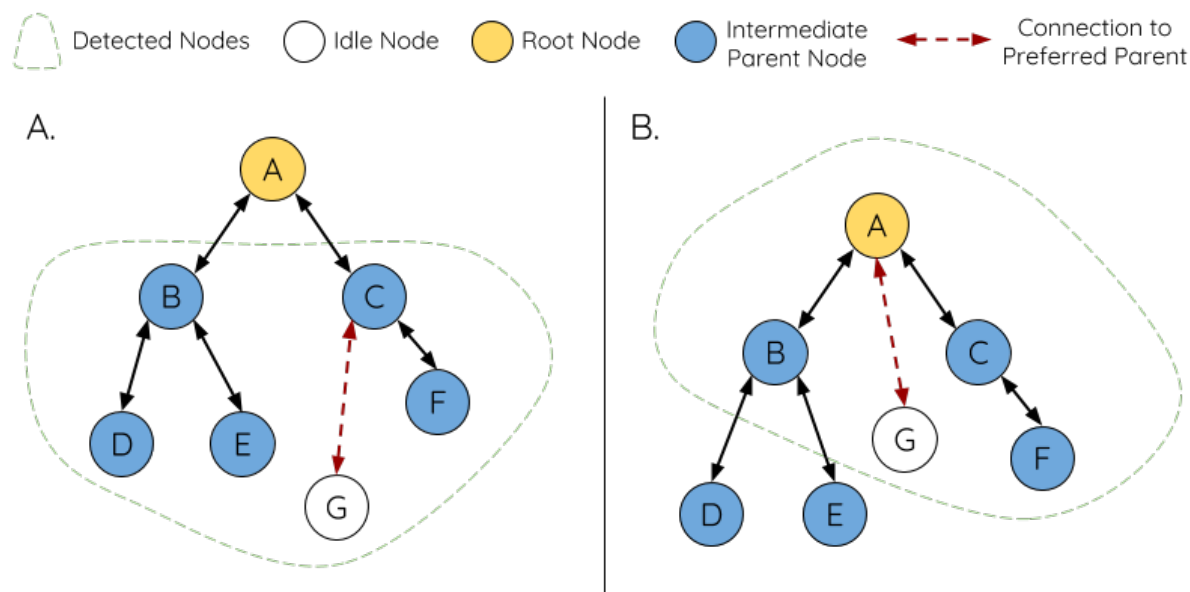 Detected Nodes
Idle Node
Root Node
Intermediate
Parent Node
Connection to
Preferred Parent
A.
A
B
C
D
E
F
G
B.
A
B
C
G
F
D
E